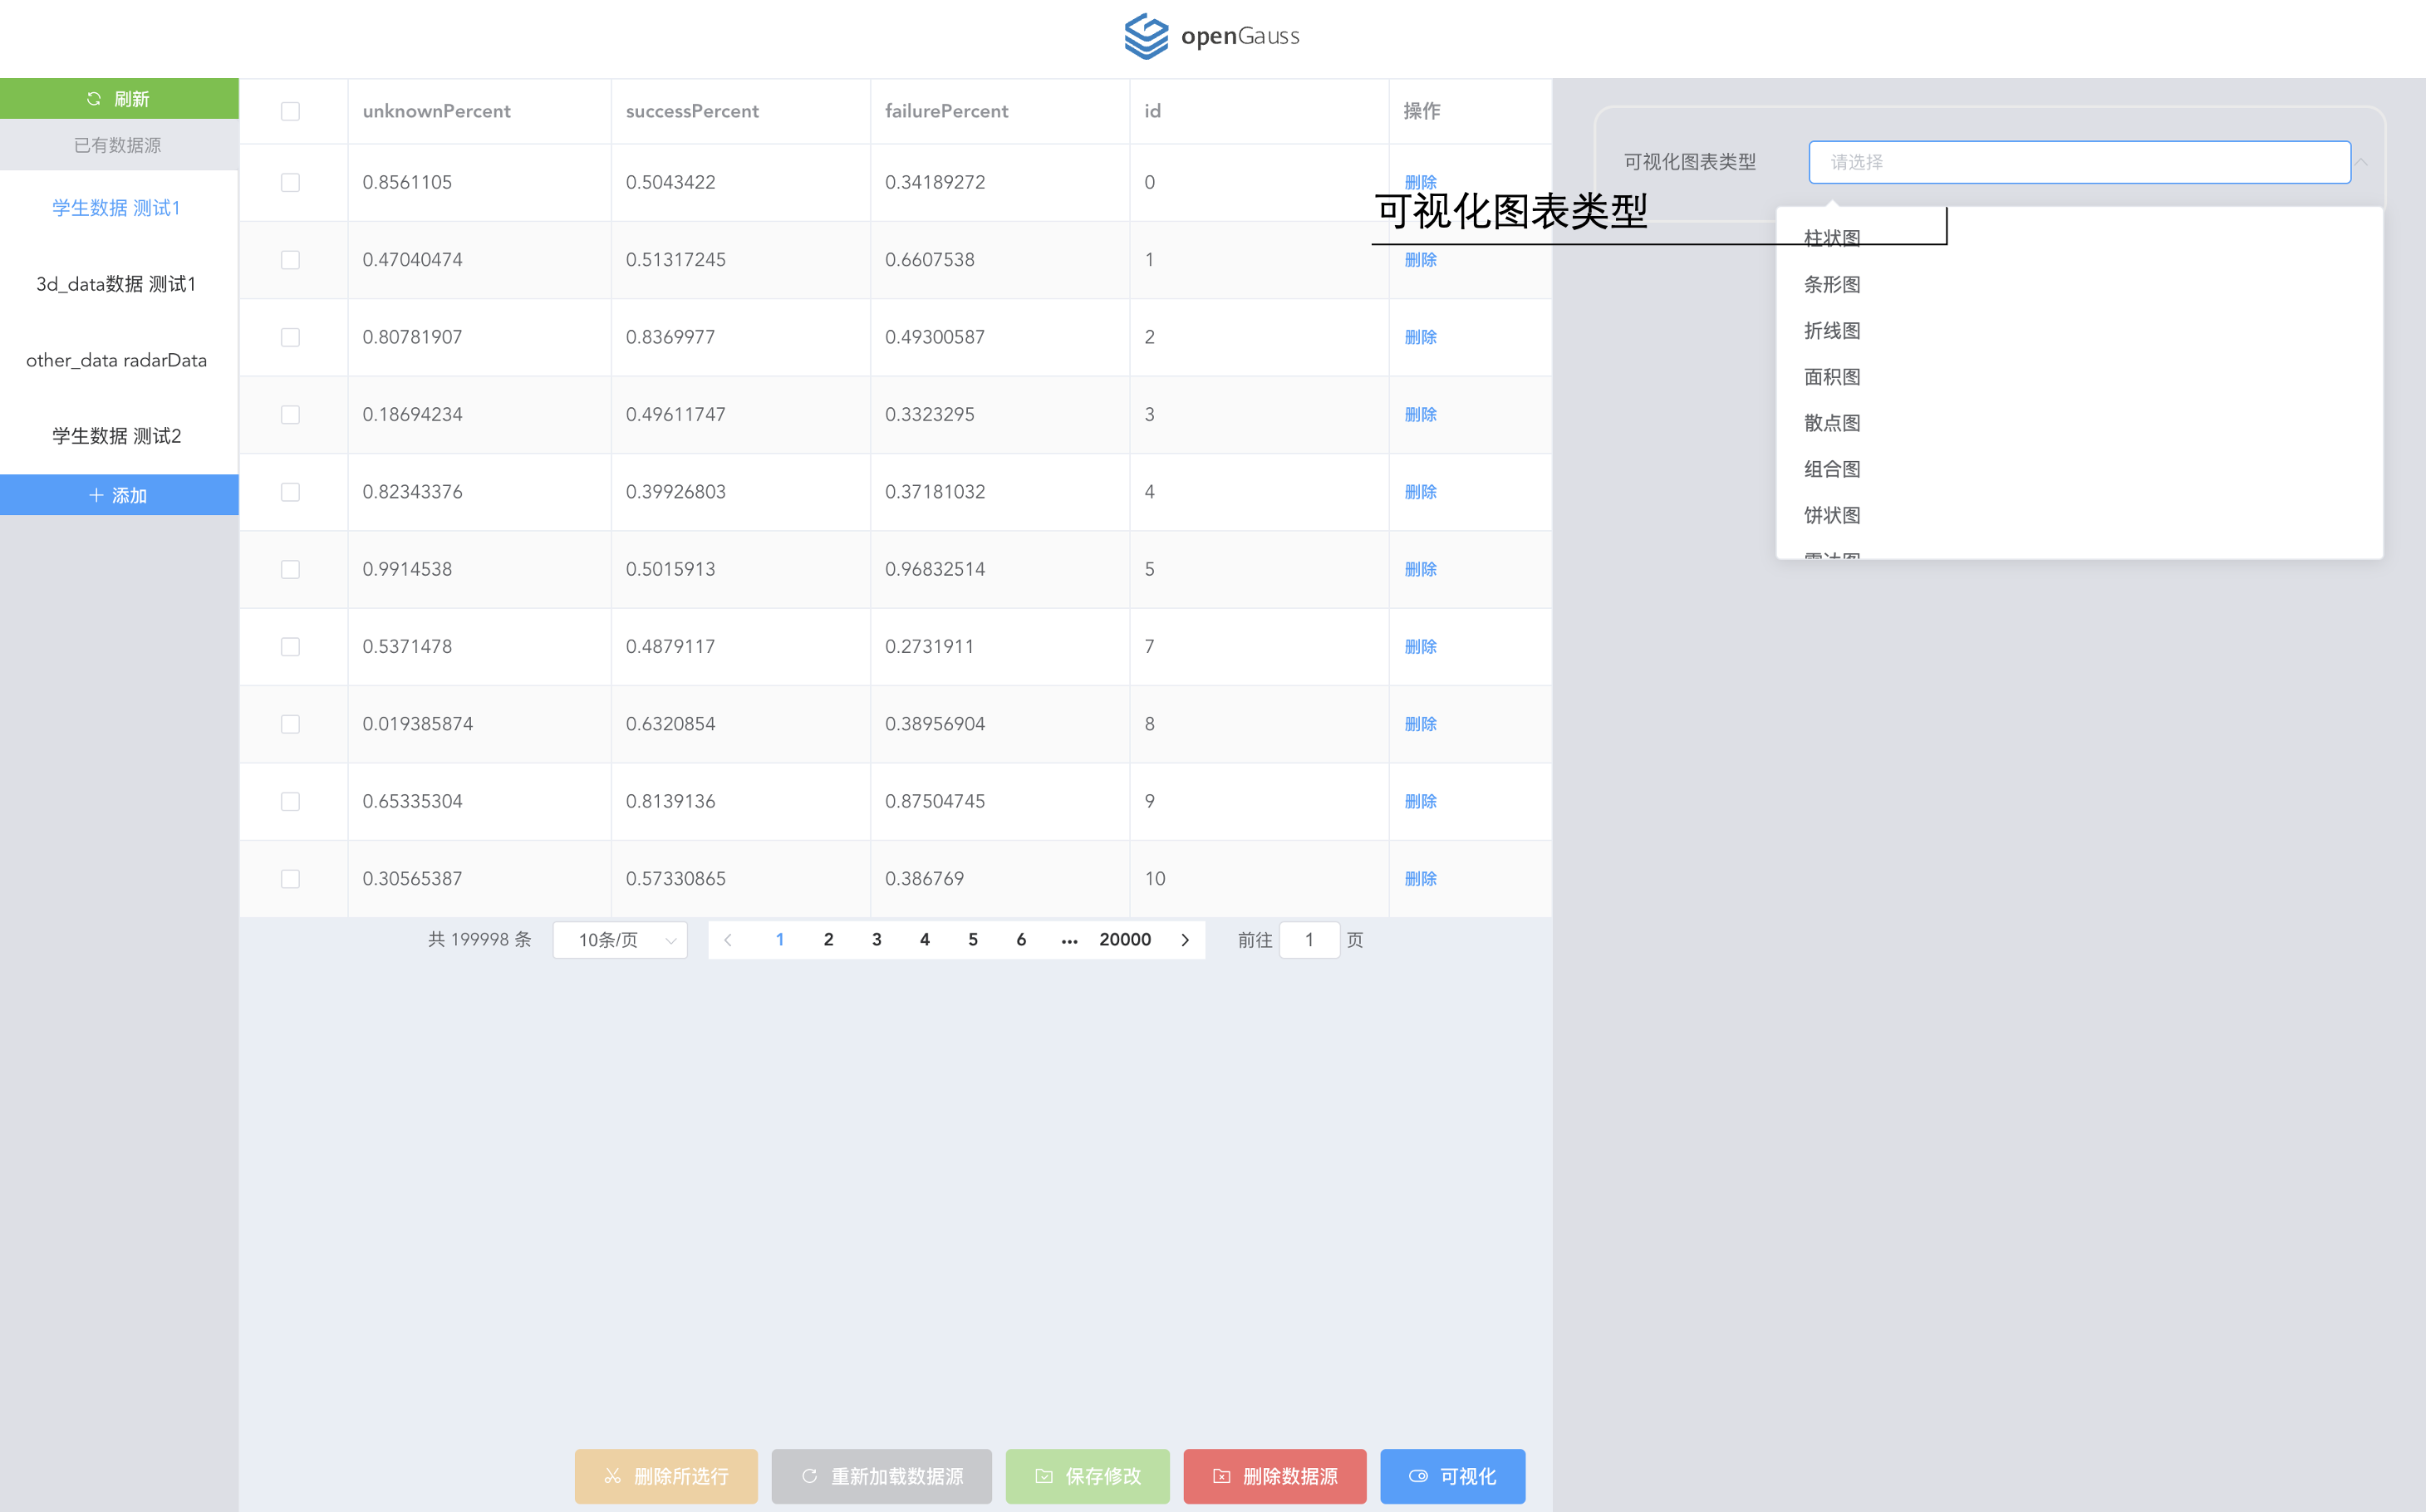 openGauss
刷新
已有数据源
学生数据 测试1
3d_data数据 测试1
other_data radarData
学生数据 测试2
添加
unknownPercent successPercent failurePercent id 操作
0.8561105 0.5043422 0.34189272 0 删除
0.47040474 0.51317245 0.6607538 1 删除
0.80781907 0.8369977 0.49300587 2 删除
0.18694234 0.49611747 0.3323295 3 删除
0.82343376 0.39926803 0.37181032 4 删除
0.9914538 0.5015913 0.96832514 5 删除
0.5371478 0.4879117 0.2731911 7 删除
0.019385874 0.6320854 0.38956904 8 删除
0.65335304 0.8139136 0.87504745 9 删除
0.30565387 0.57330865 0.386769 10 删除
共 199998 条 10条/页 1 2 3 4 5 6 ... 20000 前往 1 页
删除所选行 重新加载数据源 保存修改 删除数据源 可视化
可视化图表类型 请选择
可视化图表类型
柱状图
条形图
折线图
面积图
散点图
组合图
饼状图